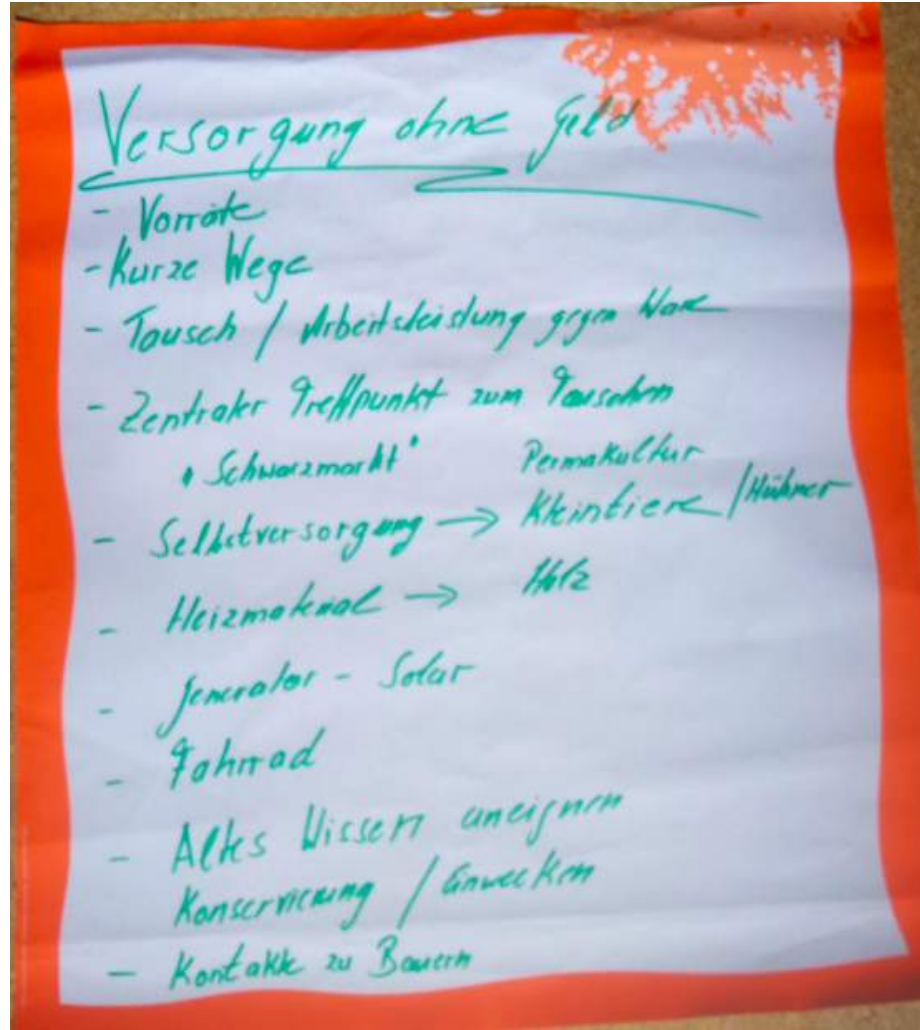 Versorgung ohne Geld
- Vorräte
- Kurze Wege
- Tausch / Arbeitsleistung gegen Ware
- Zentraler Treffpunkt zum Tauschen
"Schwarzmarkt" Permakultur
- Selbstversorgung → Kleintiere / Hühner
- Heizmaterial → Holz
- Generator - Solar
- Fahrrad
- Altes Wissen aneignen
Konservierung / Einwecken
- Kontakte zu Bauern